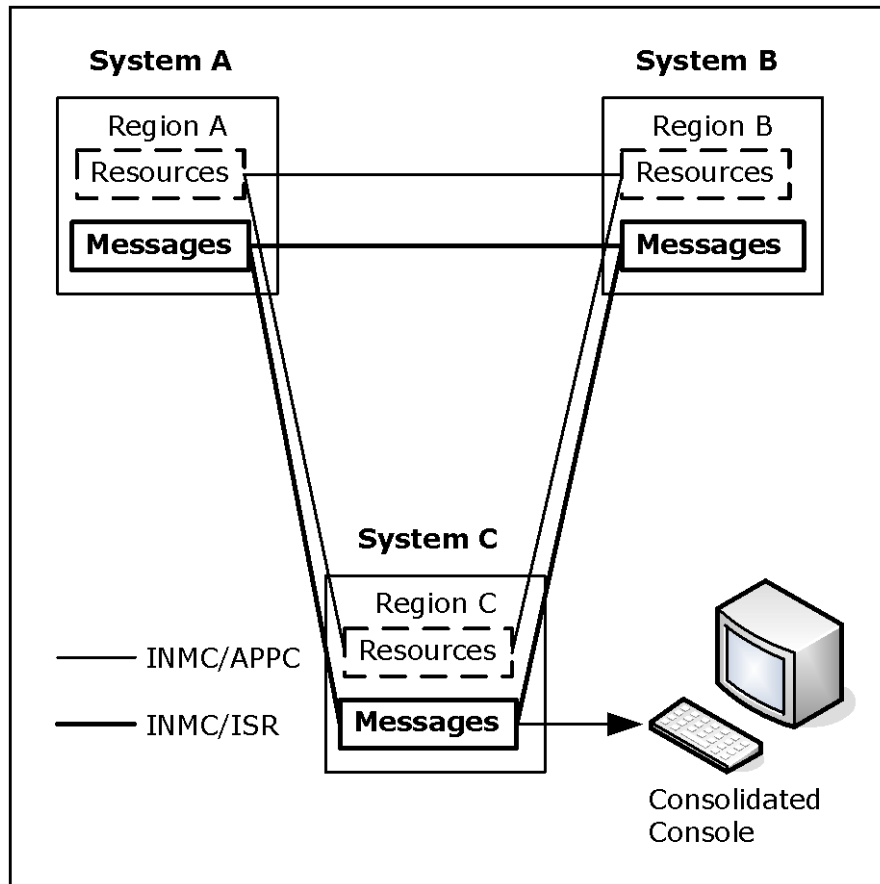 System A
System B
Region A
Region B
Resources
Resources
Messages
Messages
System C
Region C
Resources
INMC/APPC
Messages
INMC/ISR
Consolidated
Console